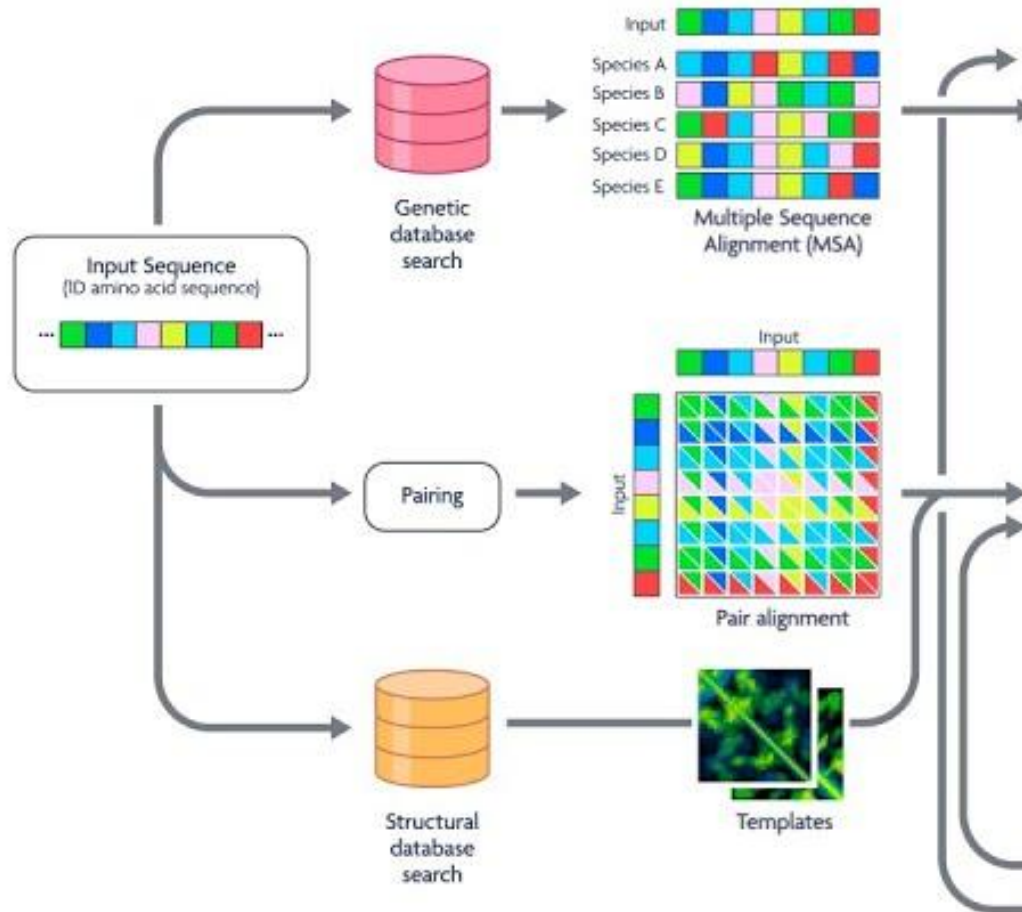 Input
Species A
Species B
Species C
Species D
Species E
Multiple Sequence
Alignment (MSA)
Genetic
database
search
Input Sequence
(1D amino acid sequence)
... ...
Input
Input
Pairing
Pair alignment
Structural
database
search
Templates